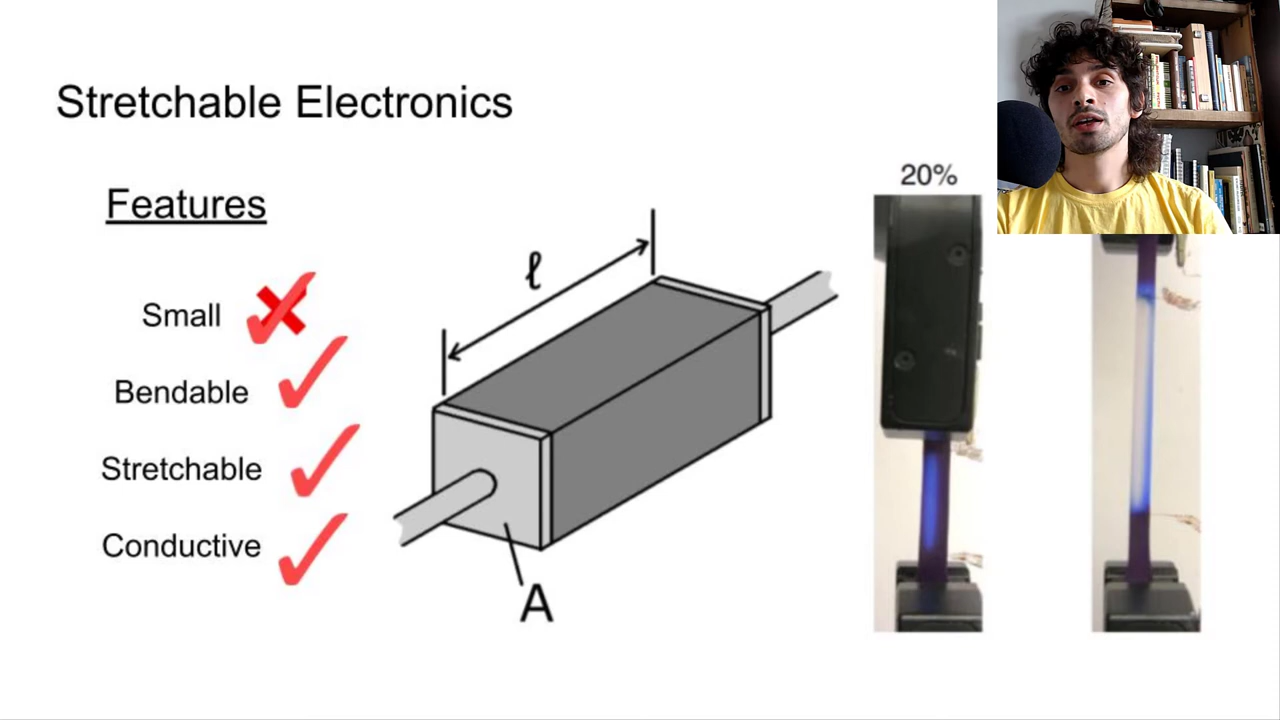 Stretchable Electronics
Features
Small
Bendable
Stretchable
Conductive
ℓ
A
20%